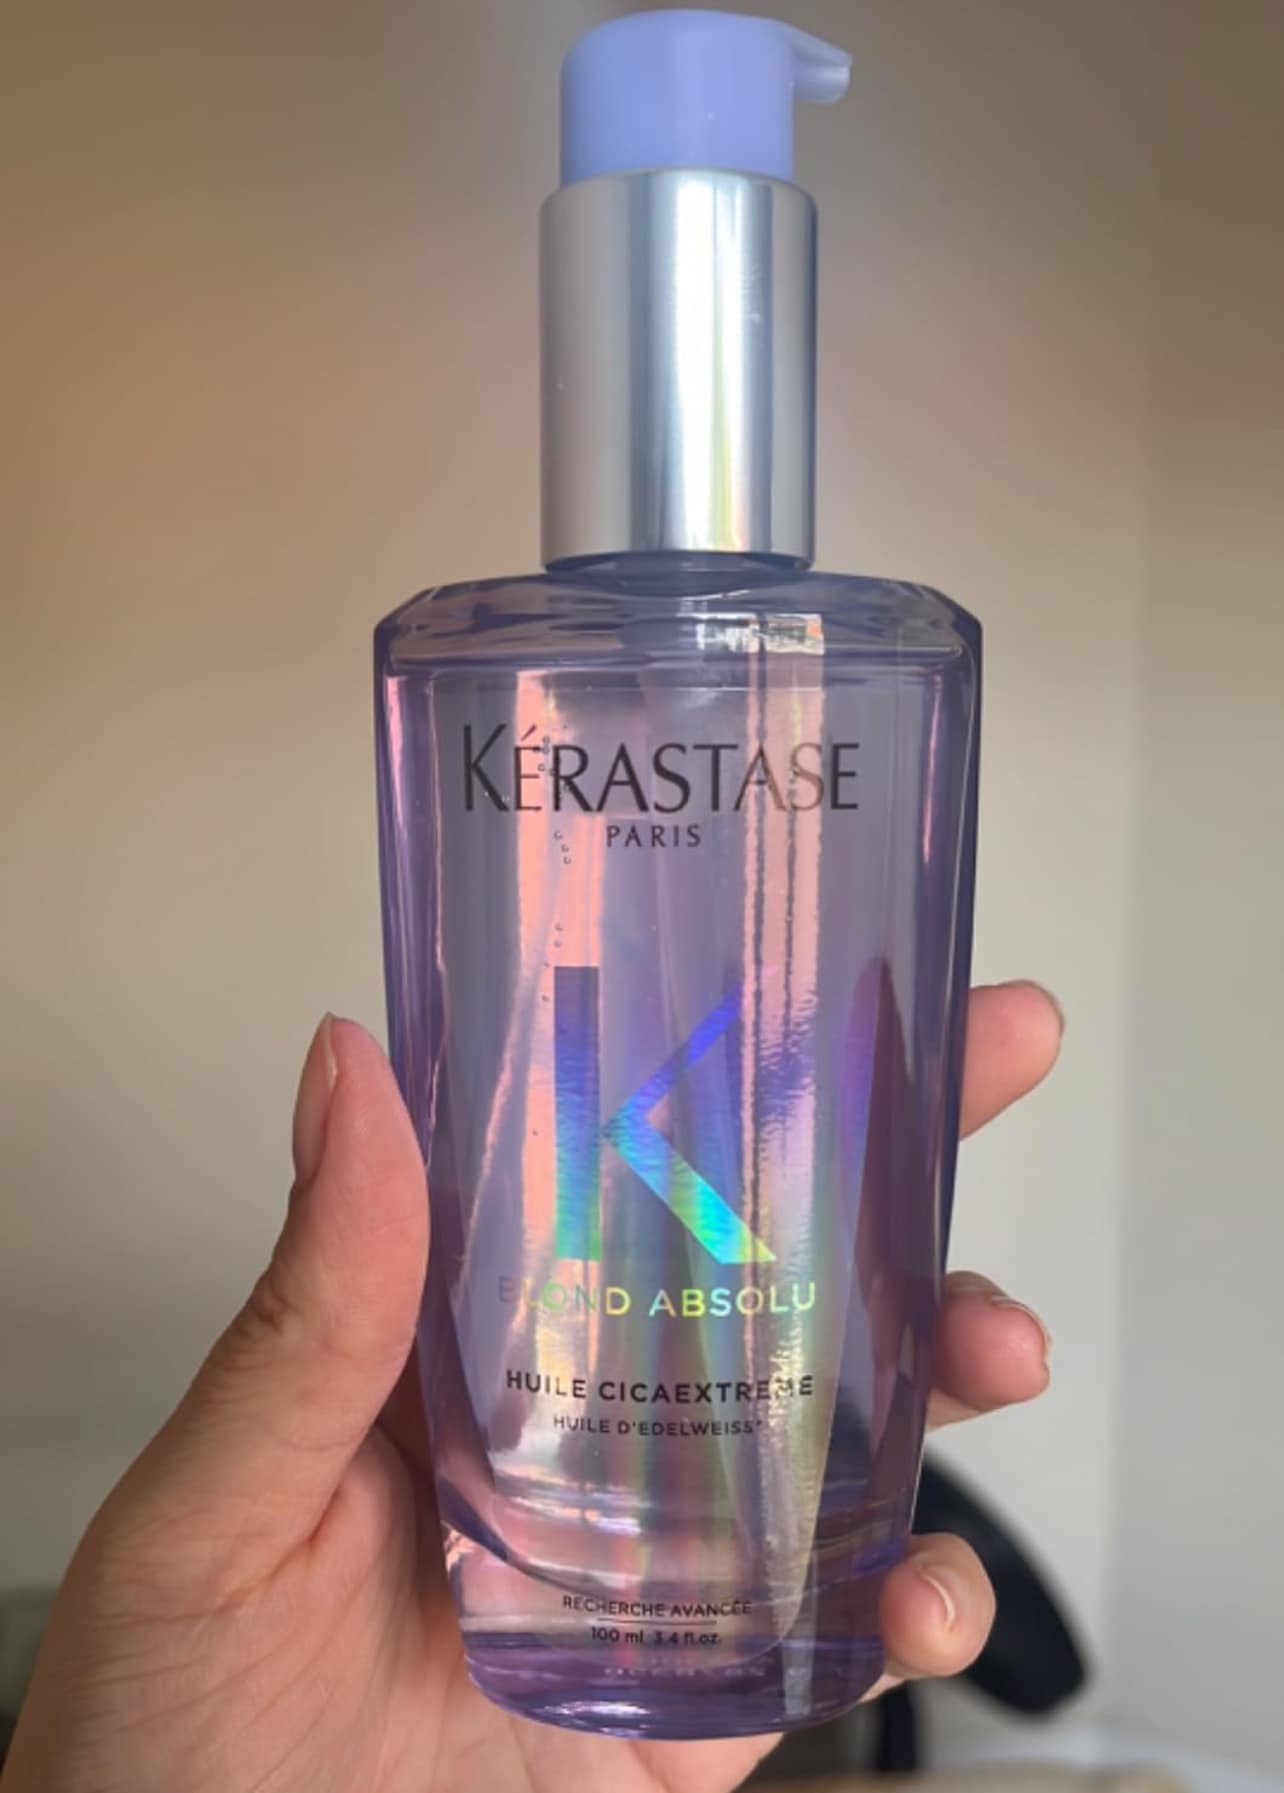 KÉRASTASE
PARIS
K
BLOND ABSOLU
HUILE CICAEXTREME
HUILE D'EDELWEISS*
RECHERCHE AVANCÉE
100 ml 3.4 fl.oz.